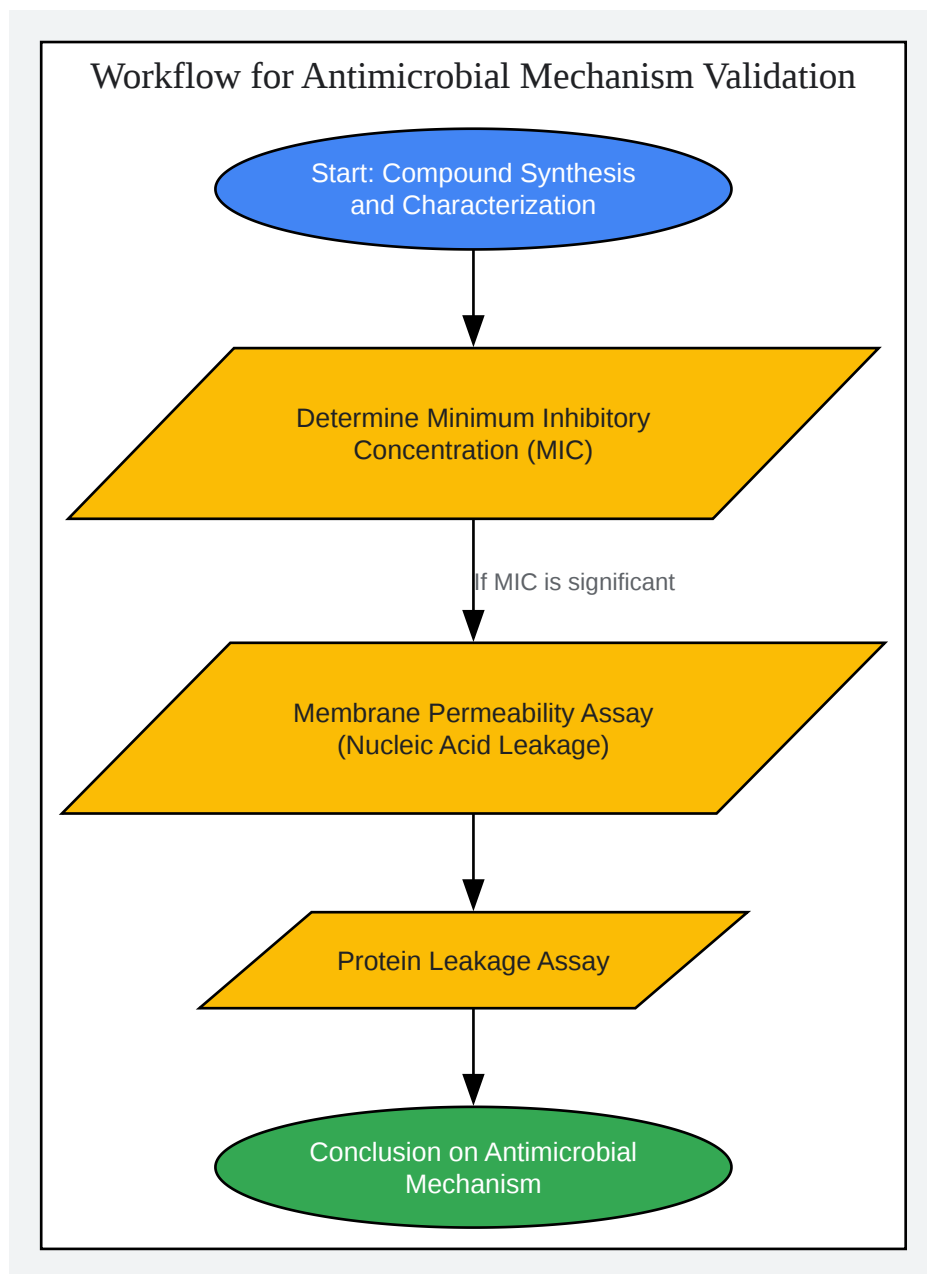 Workflow for Antimicrobial Mechanism Validation
Start: Compound Synthesis
and Characterization
Determine Minimum Inhibitory
Concentration (MIC)
If MIC is significant
Membrane Permeability Assay
(Nucleic Acid Leakage)
Protein Leakage Assay
Conclusion on Antimicrobial
Mechanism